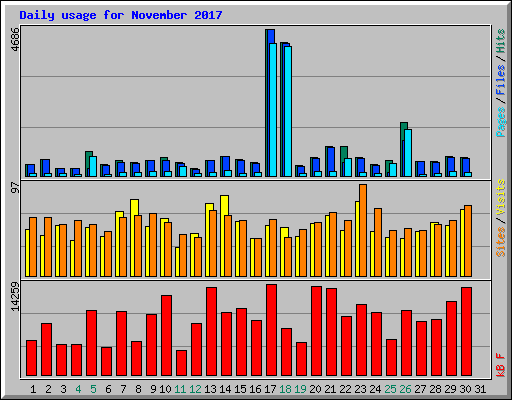 Daily usage for November 2017
4686
Pages / Files / Hits
97
Sites / Visits
14259
kB F
1 2 3 4 5 6 7 8 9 10 11 12 13 14 15 16 17 18 19 20 21 22 23 24 25 26 27 28 29 30 31